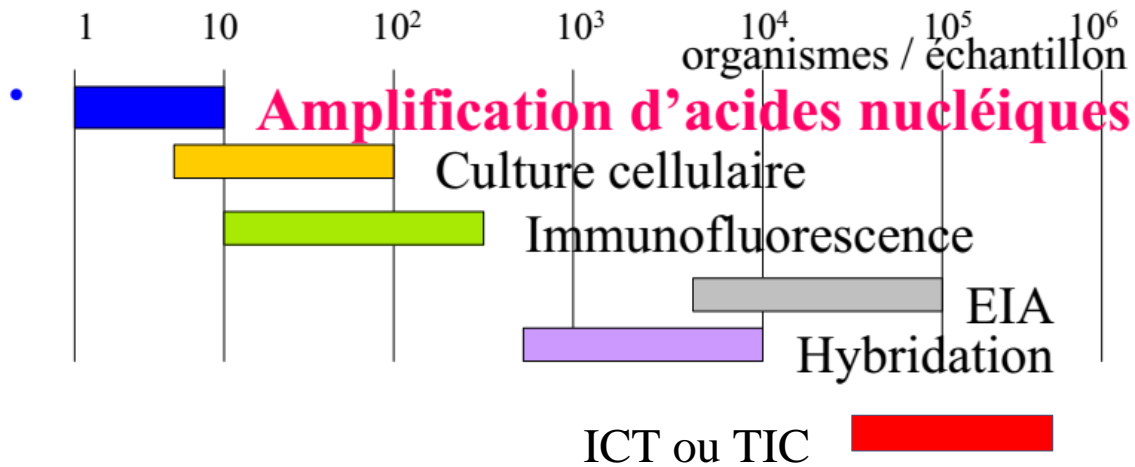 1 10 10² 10³ 10⁴ 10⁵ 10⁶
organismes / échantillon
• Amplification d’acides nucléiques
Culture cellulaire
Immunofluorescence
EIA
Hybridation
ICT ou TIC